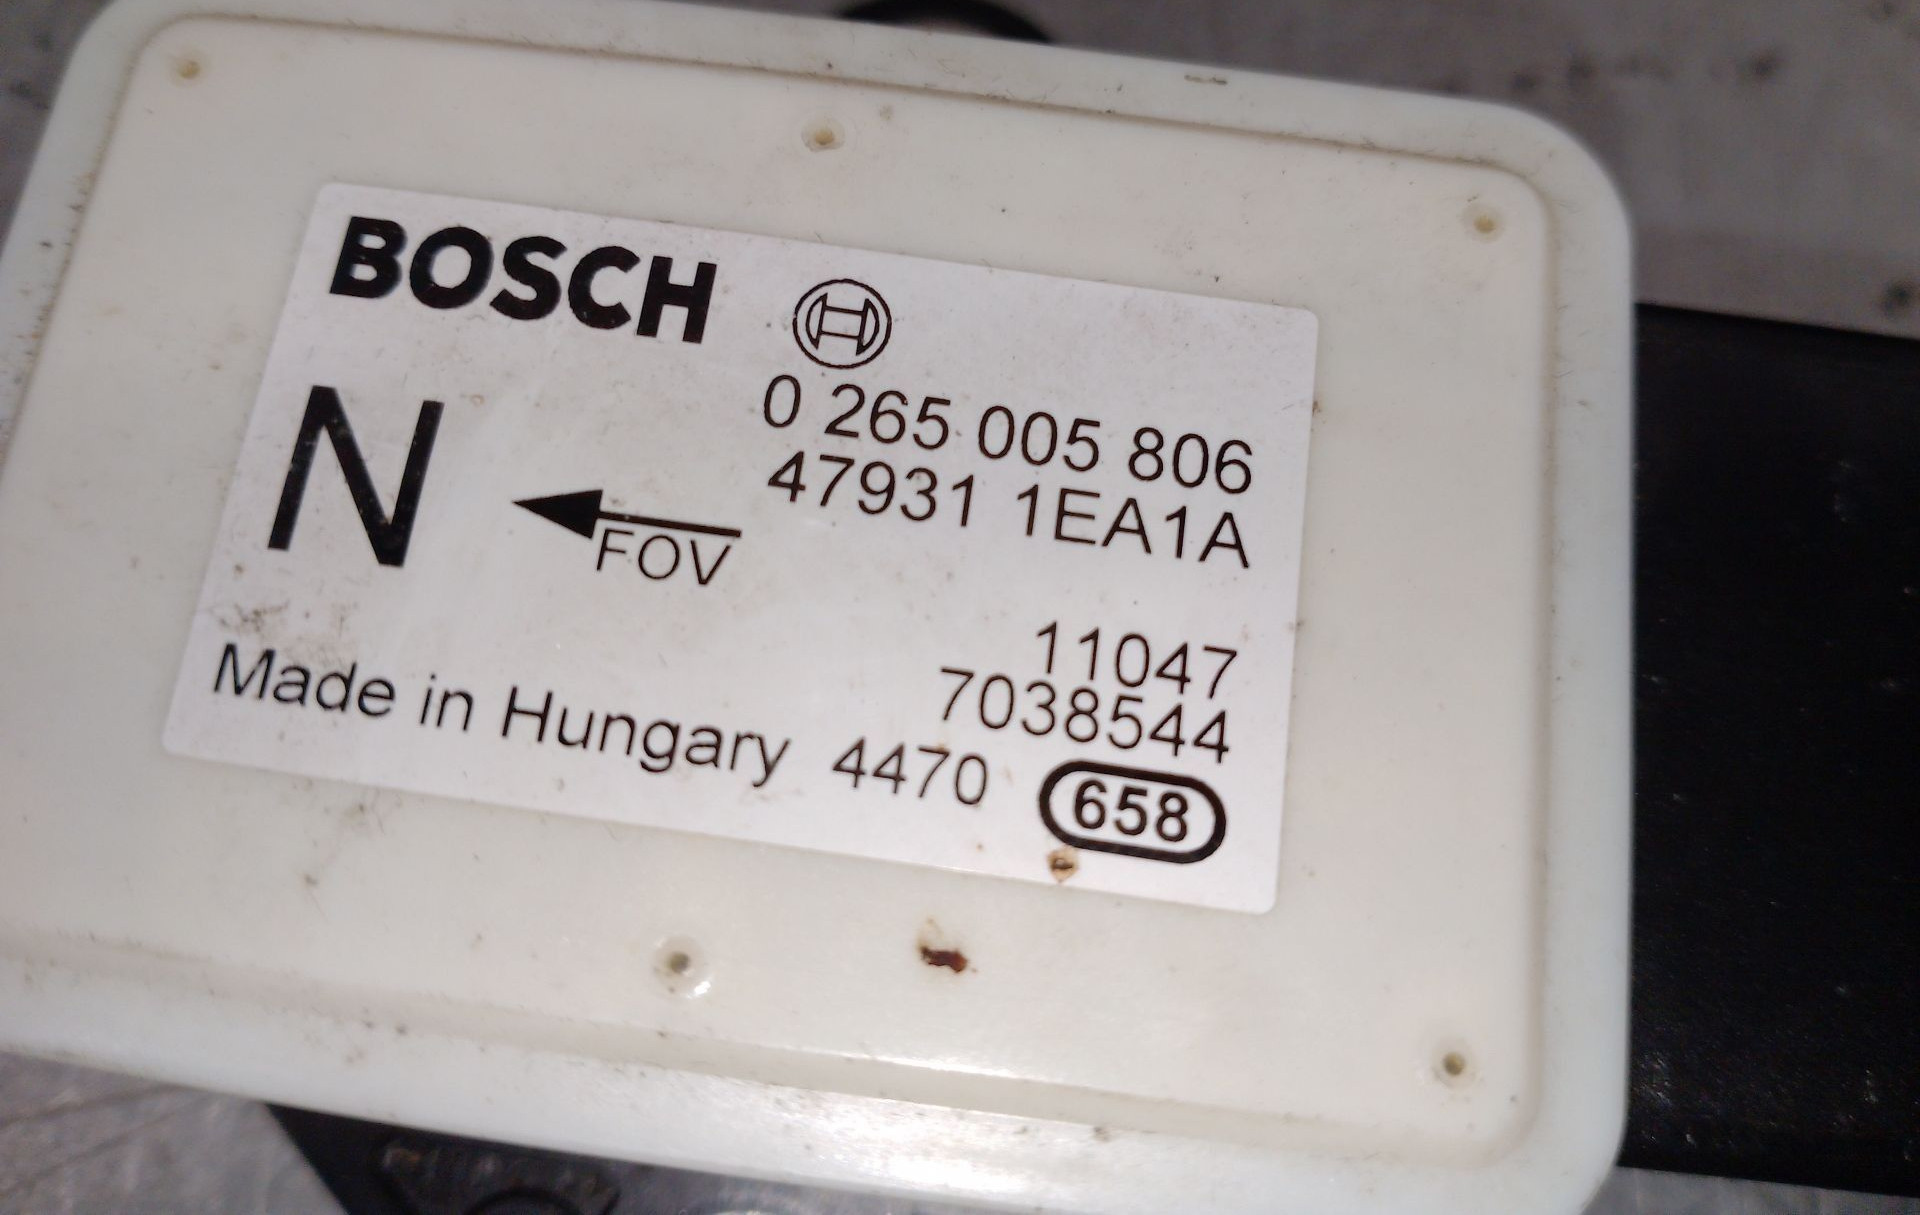 BOSCH
0 265 005 806
47931 1EA1A
N
FOV
11047
7038544
Made in Hungary 4470 658